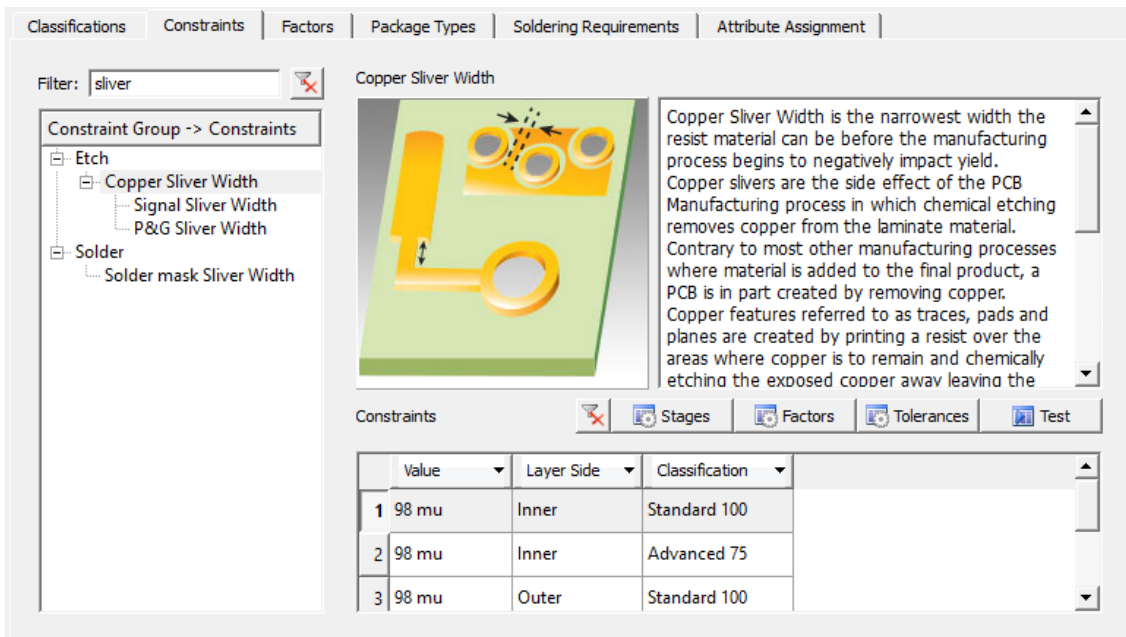 Classifications Constraints Factors Package Types Soldering Requirements Attribute Assignment
Filter: sliver
Constraint Group -> Constraints
Etch
Copper Sliver Width
Signal Sliver Width
P&G Sliver Width
Solder
Solder mask Sliver Width
Copper Sliver Width
Copper Sliver Width is the narrowest width the
resist material can be before the manufacturing
process begins to negatively impact yield.
Copper slivers are the side effect of the PCB
Manufacturing process in which chemical etching
removes copper from the laminate material.
Contrary to most other manufacturing processes
where material is added to the final product, a
PCB is in part created by removing copper.
Copper features referred to as traces, pads and
planes are created by printing a resist over the
areas where copper is to remain and chemically
etching the exposed copper away leaving the
Constraints Stages Factors Tolerances Test
Value Layer Side Classification
1 98 mu Inner Standard 100
2 98 mu Inner Advanced 75
3 98 mu Outer Standard 100